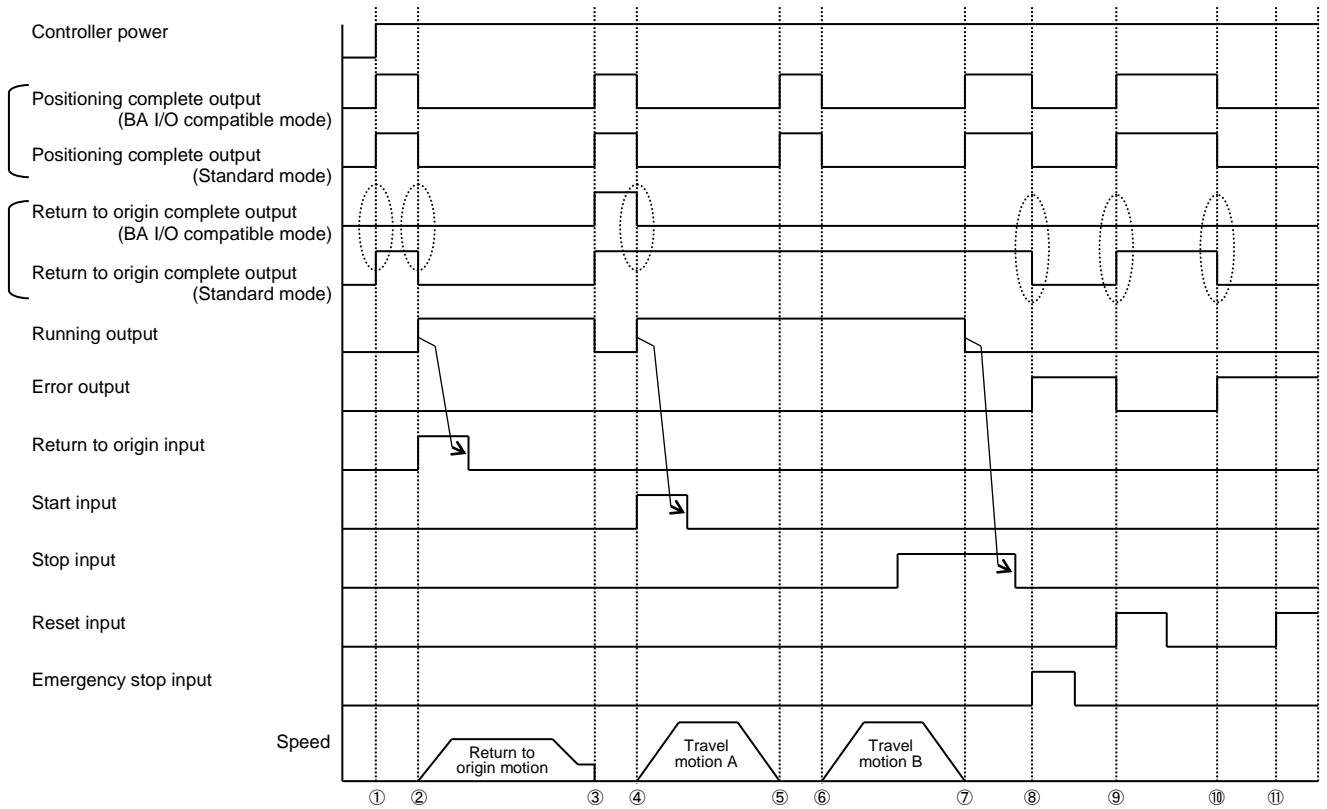 Controller power
Positioning complete output
(BA I/O compatible mode)
Positioning complete output
(Standard mode)
Return to origin complete output
(BA I/O compatible mode)
Return to origin complete output
(Standard mode)
Running output
Error output
Return to origin input
Start input
Stop input
Reset input
Emergency stop input
Speed
Return to
origin motion
Travel
motion A
Travel
motion B
① ② ③ ④ ⑤ ⑥ ⑦ ⑧ ⑨ ⑩ ⑪